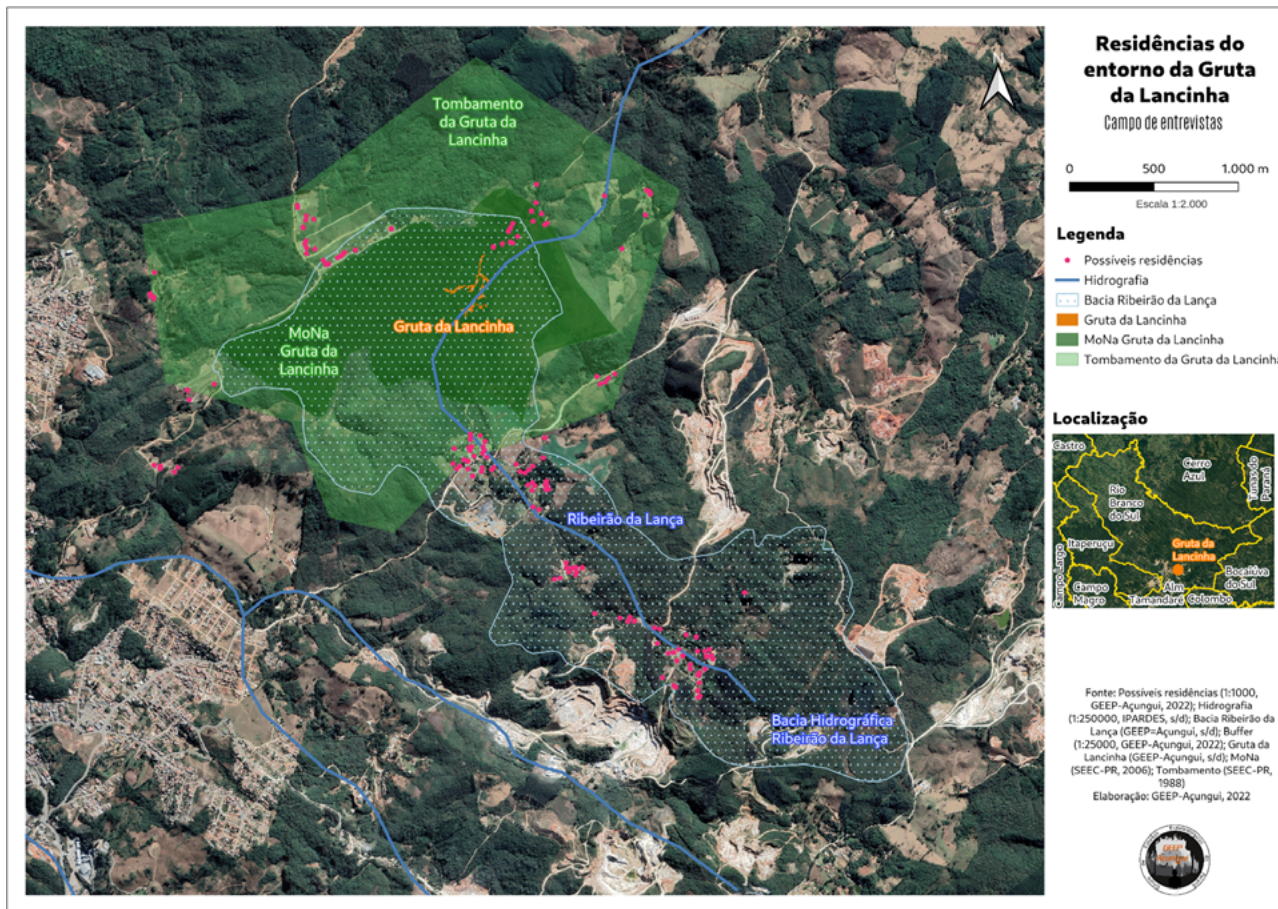 Residências do
entorno da Gruta
da Lancinha
Campo de entrevistas
N
0 500 1.000 m
Escala 1:2.000
Legenda
Possíveis residências
Hidrografia
Bacia Ribeirão da Lança
Gruta da Lancinha
MoNa Gruta da Lancinha
Tombamento da Gruta da Lancinha
Tombamento
da Gruta da
Lancinha
Gruta da Lancinha
MoNa
Gruta da
Lancinha
Ribeirão da Lança
Bacia Hidrográfica
Ribeirão da Lança
Localização
Castro
Cerro
Azul
Tunas do
Paraná
Rio
Branco
do Sul
Itaperuçu
Gruta da
Lancinha
Campo Largo
Campo
Magro
Alm
Tamandaré
Colombo
Bocaiúva
do Sul
Fonte: Possíveis residências (1:1000,
GEEP-Açungui, 2022); Hidrografia
(1:250000, IPARDES, s/d); Bacia Ribeirão da
Lança (GEEP=Açungui, s/d); Buffer
(1:25000, GEEP-Açungui, 2022); Gruta da
Lancinha (GEEP-Açungui, s/d); MoNa
(SEEC-PR, 2006); Tombamento (SEEC-PR,
1988)
Elaboração: GEEP-Açungui, 2022
GEEP